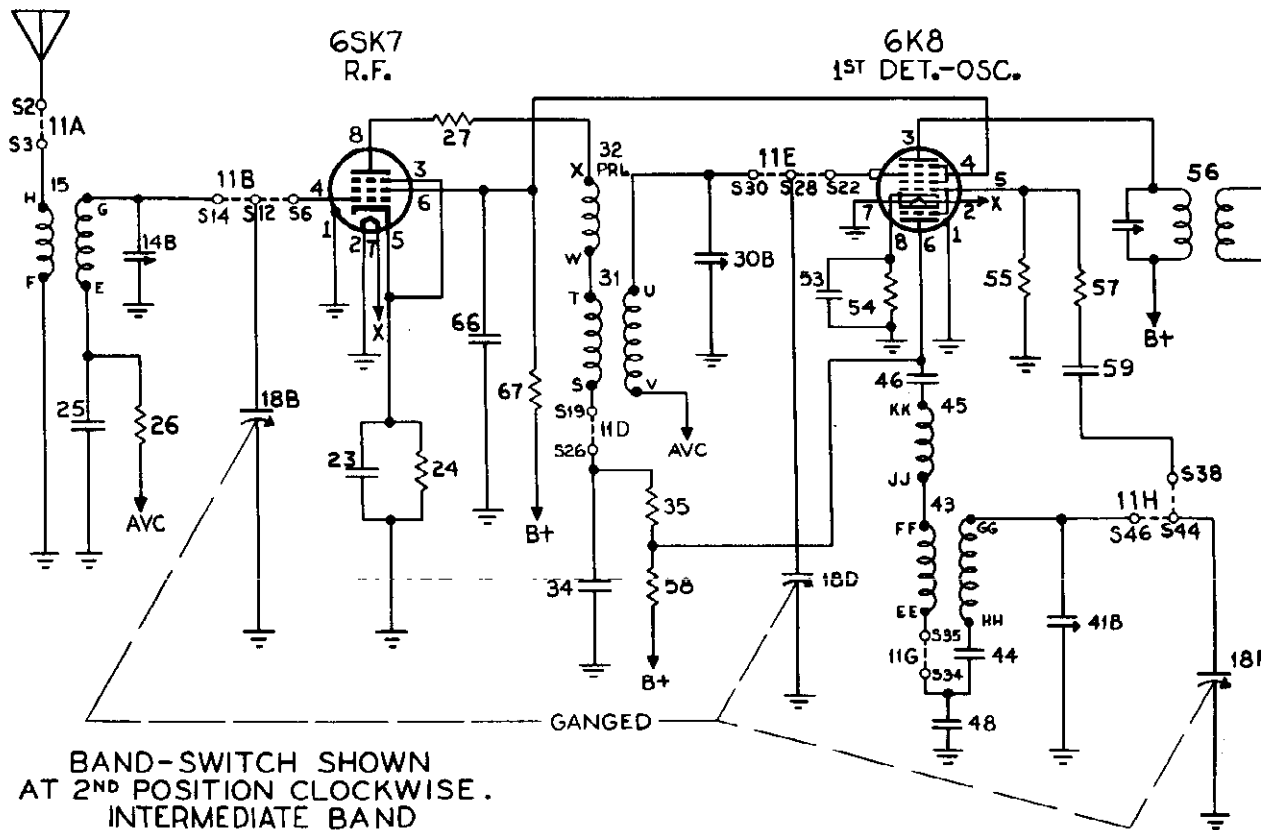 6SK7
R.F.
6K8
1ST DET.-OSC.
S2
11A
S3
8
27
3
32
PRI.
11E
4
56
H
15
G
11B
4
3
6
X
S30
S28
S22
5
7
2
X
S14
S12
S6
1
2
7
5
8
6
1
14B
W
30B
F
E
31
T
U
53
54
55
57
X
B+
66
S
V
46
59
25
26
18B
67
S19
11D
S26
AVC
KK
45
JJ
S38
23
24
35
43
11H
AVC
FF
GG
S46
S44
B+
34
58
18D
EE
HH
41B
S35
11G
44
S34
18F
B+
GANGED
48
BAND-SWITCH SHOWN
AT 2ND POSITION CLOCKWISE.
INTERMEDIATE BAND